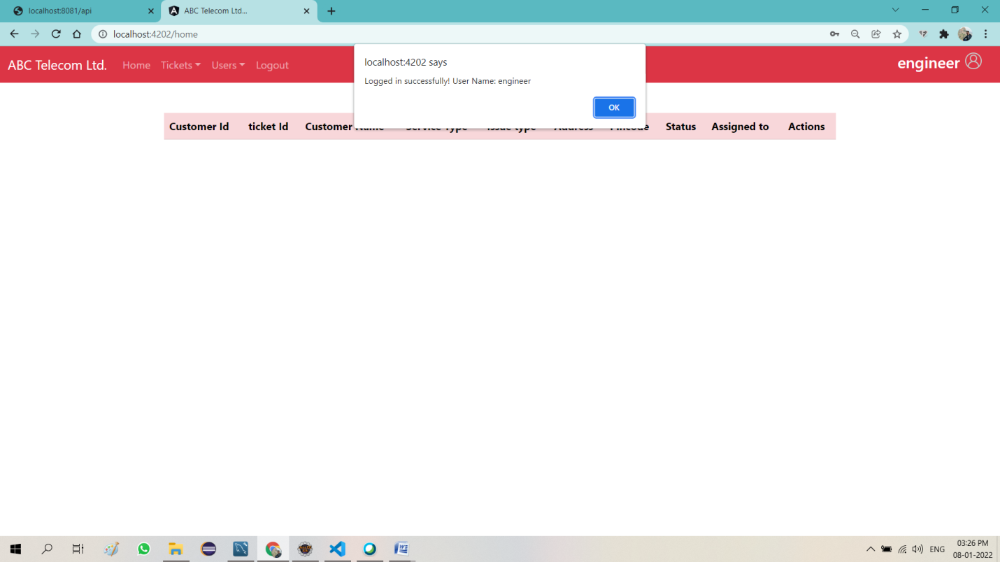 localhost:8081/api
ABC Telecom Ltd...
localhost:4202/home
ABC Telecom Ltd. Home Tickets Users Logout
engineer
localhost:4202 says
Logged in successfully! User Name: engineer
OK
Customer Id ticket Id Customer Name Service Type Issue type Address Pincode Status Assigned to Actions
ENG
03:26 PM
08-01-2022